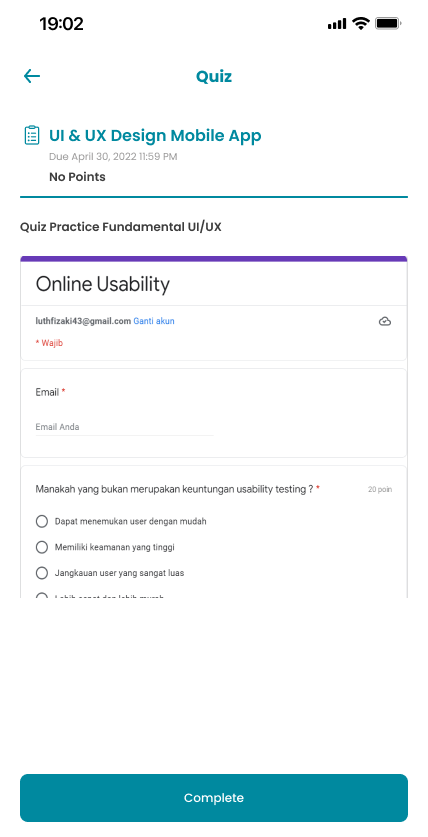 19:02
Quiz
UI & UX Design Mobile App
Due April 30, 2022 11:59 PM
No Points
Quiz Practice Fundamental UI/UX
Online Usability
luthfizaki43@gmail.com Ganti akun
* Wajib
Email *
Email Anda
Manakah yang bukan merupakan keuntungan usability testing ? * 20 poin
Dapat menemukan user dengan mudah
Memiliki keamanan yang tinggi
Jangkauan user yang sangat luas
Complete